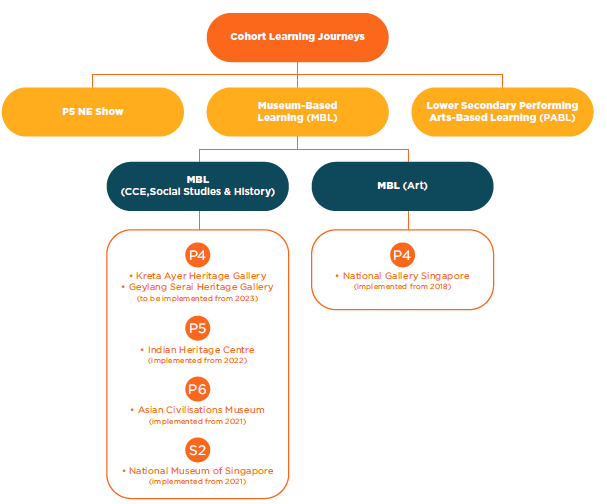 Cohort Learning Journeys
P5 NE Show
Museum-Based
Learning (MBL)
Lower Secondary Performing
Arts-Based Learning (PABL)
MBL
(CCE,Social Studies & History)
MBL (Art)
P4
• Kreta Ayer Heritage Gallery
• Geylang Serai Heritage Gallery
(to be implemented from 2023)
P5
• Indian Heritage Centre
(implemented from 2022)
P6
• Asian Civilisations Museum
(implemented from 2021)
S2
• National Museum of Singapore
(implemented from 2021)
P4
• National Gallery Singapore
(implemented from 2018)